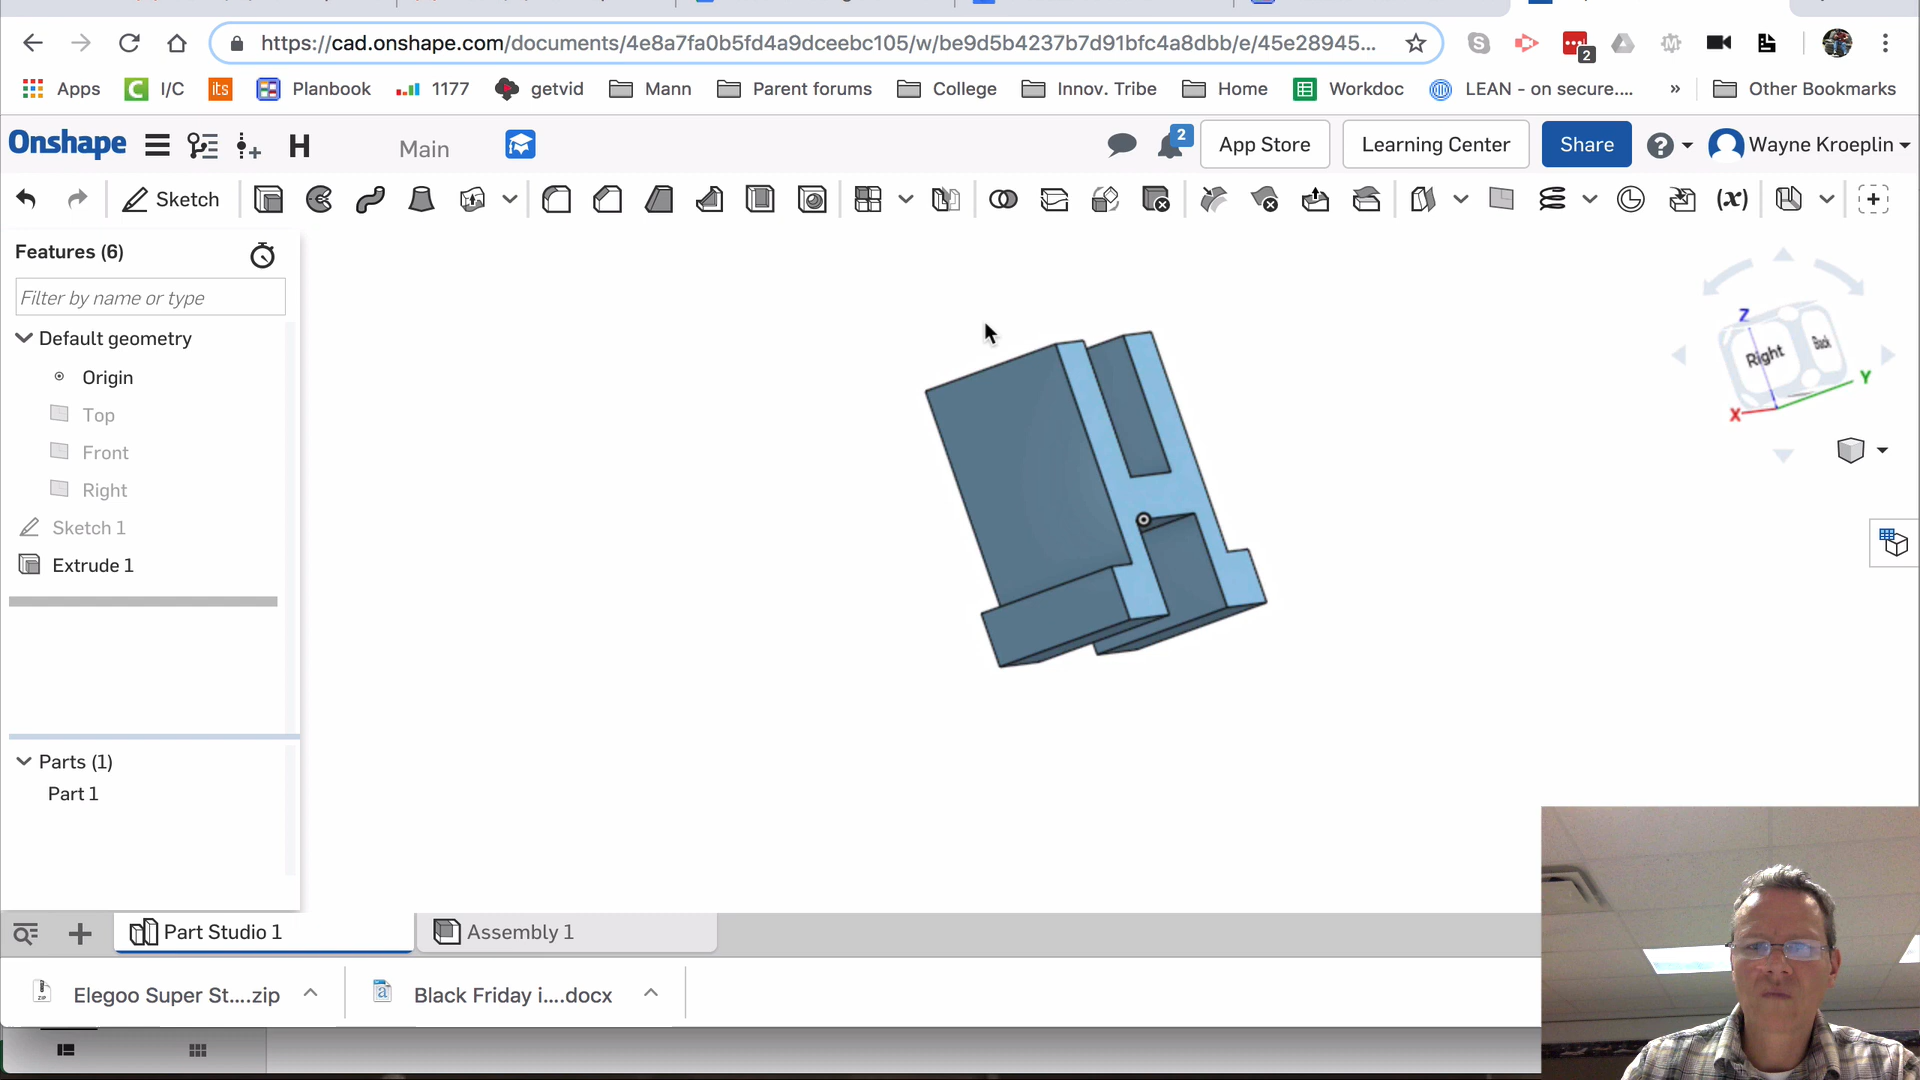 https://cad.onshape.com/documents/4e8a7fa0b5fd4a9dceebc105/w/be9d5b4237b7d91bfc4a8dbb/e/45e28945...
2
Apps I/C its Planbook 1177 getvid Mann Parent forums College Innov. Tribe Home Workdoc LEAN - on secure.... » Other Bookmarks
Onshape H Main 2 App Store Learning Center Share Wayne Kroeplin
Sketch (x)
Features (6)
Filter by name or type
Default geometry
Origin
Top
Front
Right
Sketch 1
Extrude 1
Parts (1)
Part 1
Z
Right Back
Y
X
Part Studio 1 Assembly 1
Elegoo Super St....zip Black Friday i....docx